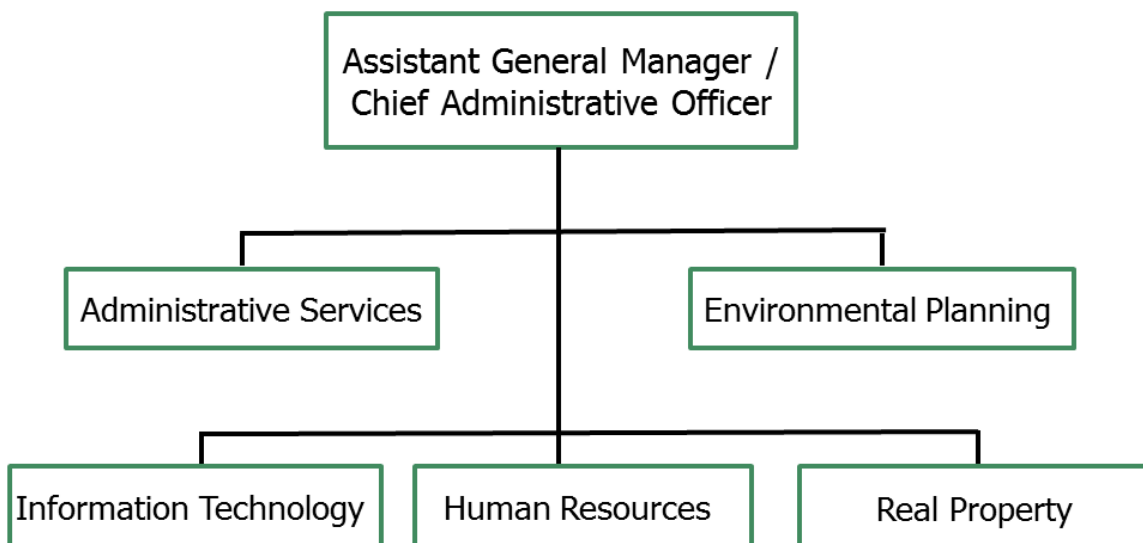 Assistant General Manager /
Chief Administrative Officer
Administrative Services
Environmental Planning
Information Technology
Human Resources
Real Property